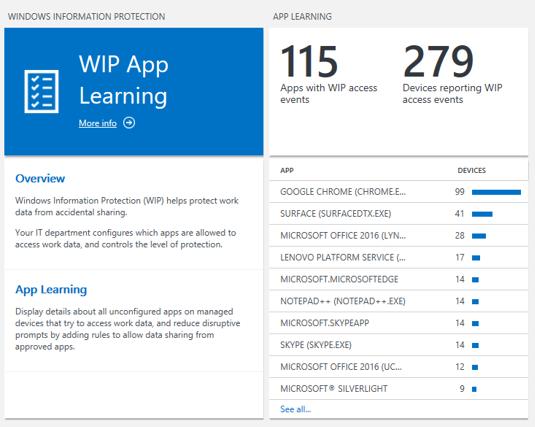 WINDOWS INFORMATION PROTECTION
WIP App
Learning
More info
Overview
Windows Information Protection (WIP) helps protect work
data from accidental sharing.
Your IT department configures which apps are allowed to
access work data, and controls the level of protection.
App Learning
Display details about all unconfigured apps on managed
devices that try to access work data, and reduce disruptive
prompts by adding rules to allow data sharing from
approved apps.
APP LEARNING
115
Apps with WIP access
events
279
Devices reporting WIP
access events
APP DEVICES
GOOGLE CHROME (CHROME.E... 99
SURFACE (SURFACEDTX.EXE) 41
MICROSOFT OFFICE 2016 (LYN... 28
LENOVO PLATFORM SERVICE (... 17
MICROSOFT.MICROSOFTEDGE 14
NOTEPAD++ (NOTEPAD++.EXE) 14
MICROSOFT.SKYPEAPP 14
SKYPE (SKYPE.EXE) 14
MICROSOFT OFFICE 2016 (UC... 12
MICROSOFT® SILVERLIGHT 9
See all...